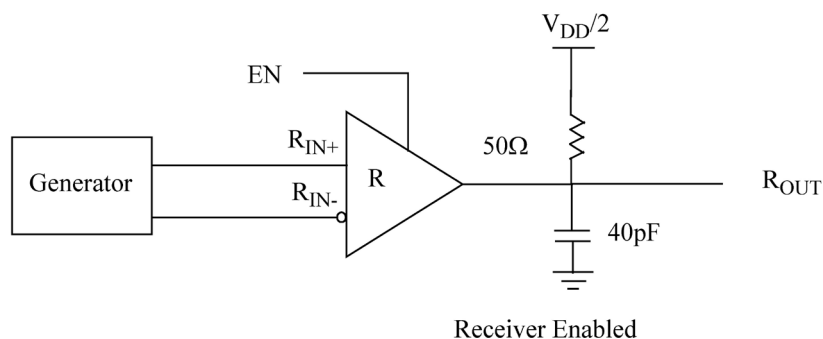 V_DD/2
EN
R_IN+
50Ω
Generator
R
R_IN-
R_OUT
40pF
Receiver Enabled